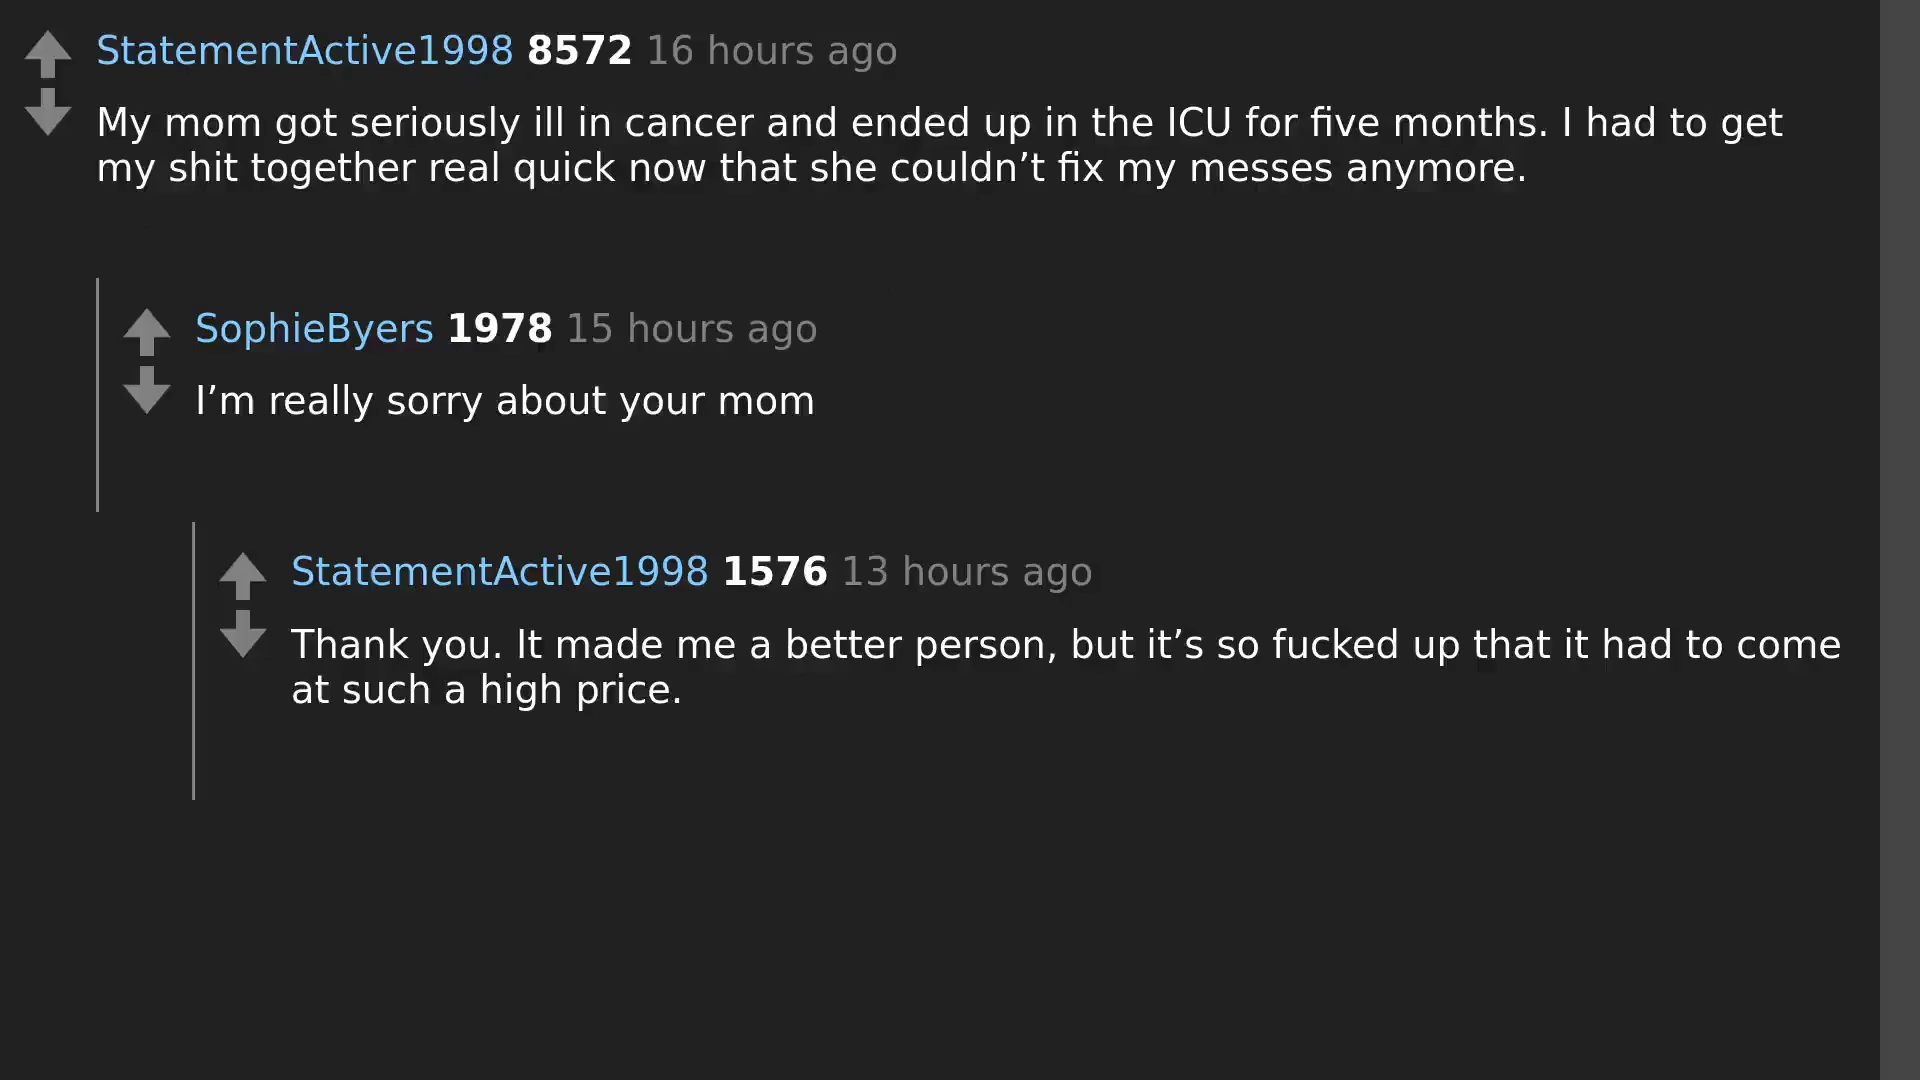 StatementActive1998 8572 16 hours ago
My mom got seriously ill in cancer and ended up in the ICU for five months. I had to get
my shit together real quick now that she couldn’t fix my messes anymore.
SophieByers 1978 15 hours ago
I’m really sorry about your mom
StatementActive1998 1576 13 hours ago
Thank you. It made me a better person, but it’s so fucked up that it had to come
at such a high price.